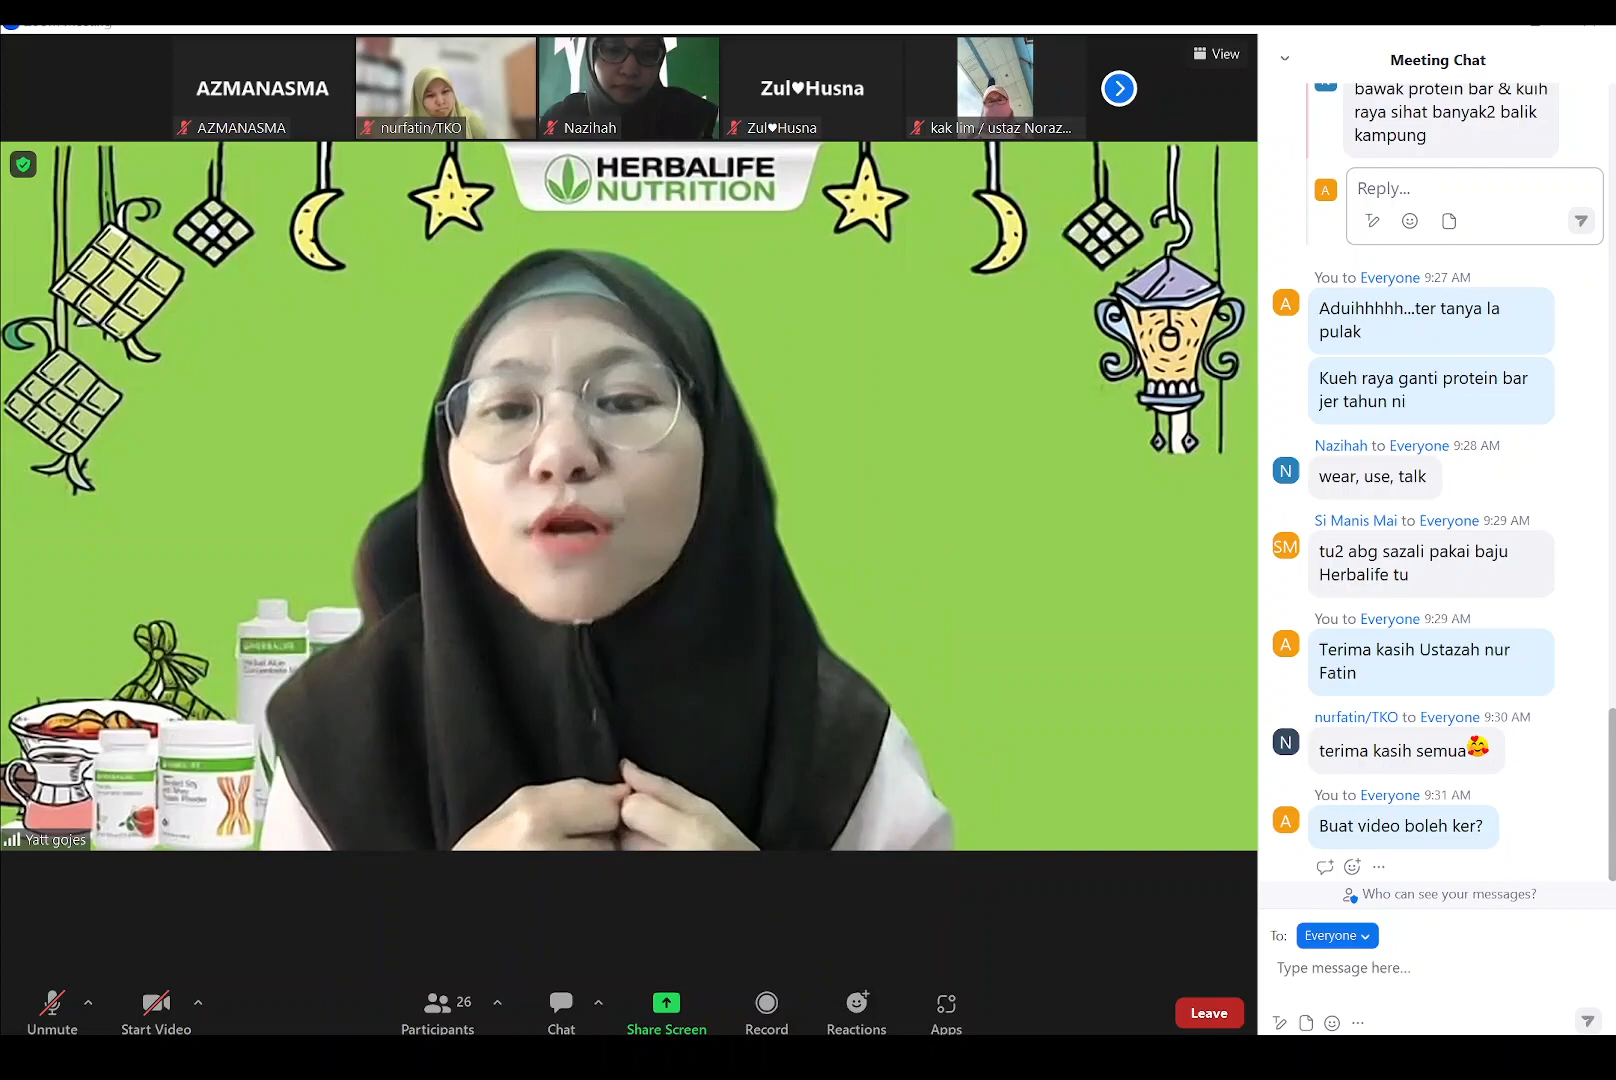 AZMANASMA
AZMANASMA
nurfatin/TKO
Nazihah
Zul♥Husna
Zul♥Husna
kak lim / ustaz Noraz...
View
HERBALIFE
NUTRITION
HERBALIFE
Yatt gojes
Meeting Chat
bawak protein bar & kuih
raya sihat banyak2 balik
kampung
A
Reply...
You to Everyone 9:27 AM
A
Aduihhhhh...ter tanya la
pulak
Kueh raya ganti protein bar
jer tahun ni
Nazihah to Everyone 9:28 AM
N
wear, use, talk
Si Manis Mai to Everyone 9:29 AM
SM
tu2 abg sazali pakai baju
Herbalife tu
You to Everyone 9:29 AM
A
Terima kasih Ustazah nur
Fatin
nurfatin/TKO to Everyone 9:30 AM
N
terima kasih semua🥰
You to Everyone 9:31 AM
A
Buat video boleh ker?
Who can see your messages?
To: Everyone
Type message here...
Unmute
Start Video
26
Participants
Chat
Share Screen
Record
Reactions
Apps
Leave